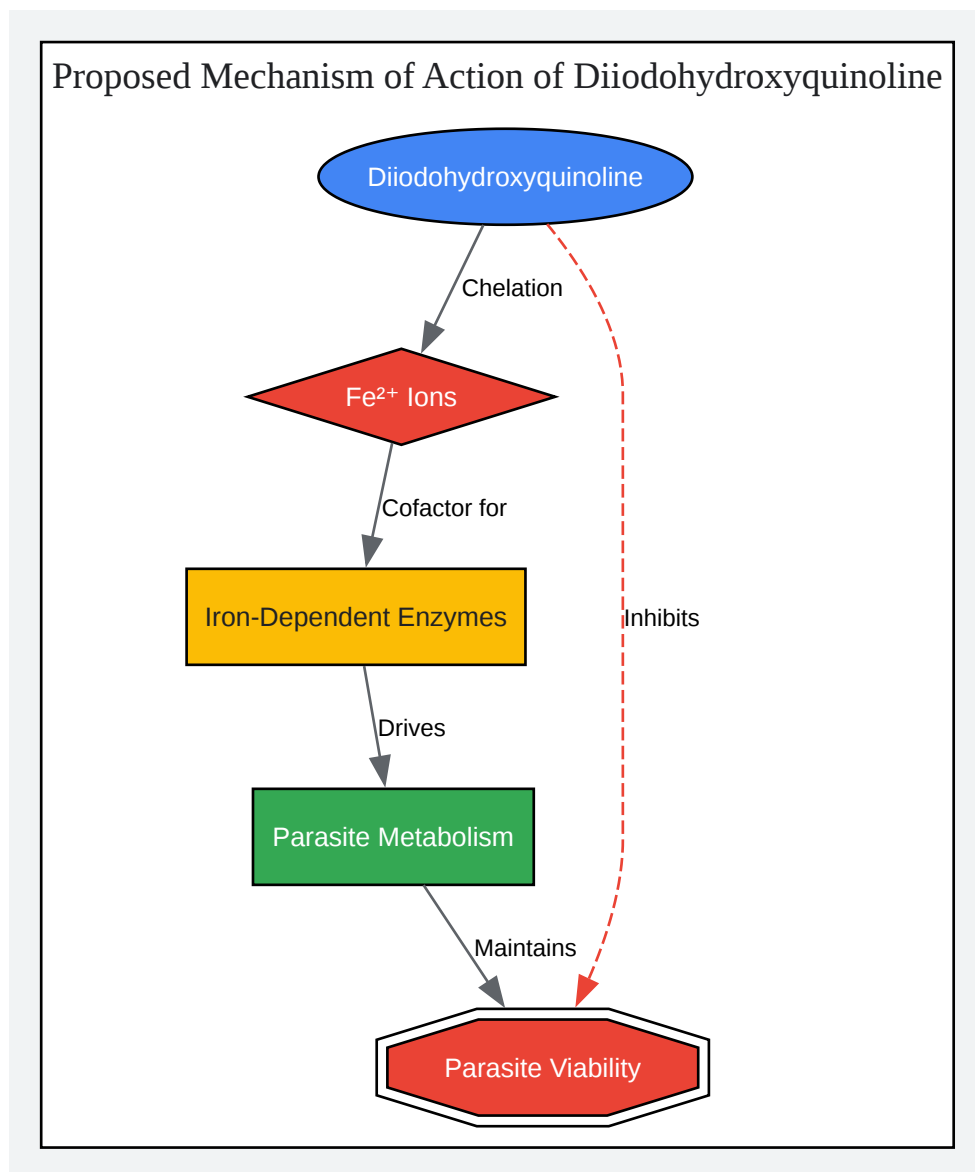 Proposed Mechanism of Action of Diiodohydroxyquinoline
Diiodohydroxyquinoline
Chelation
Fe²⁺ Ions
Cofactor for
Iron-Dependent Enzymes
Inhibits
Drives
Parasite Metabolism
Maintains
Parasite Viability